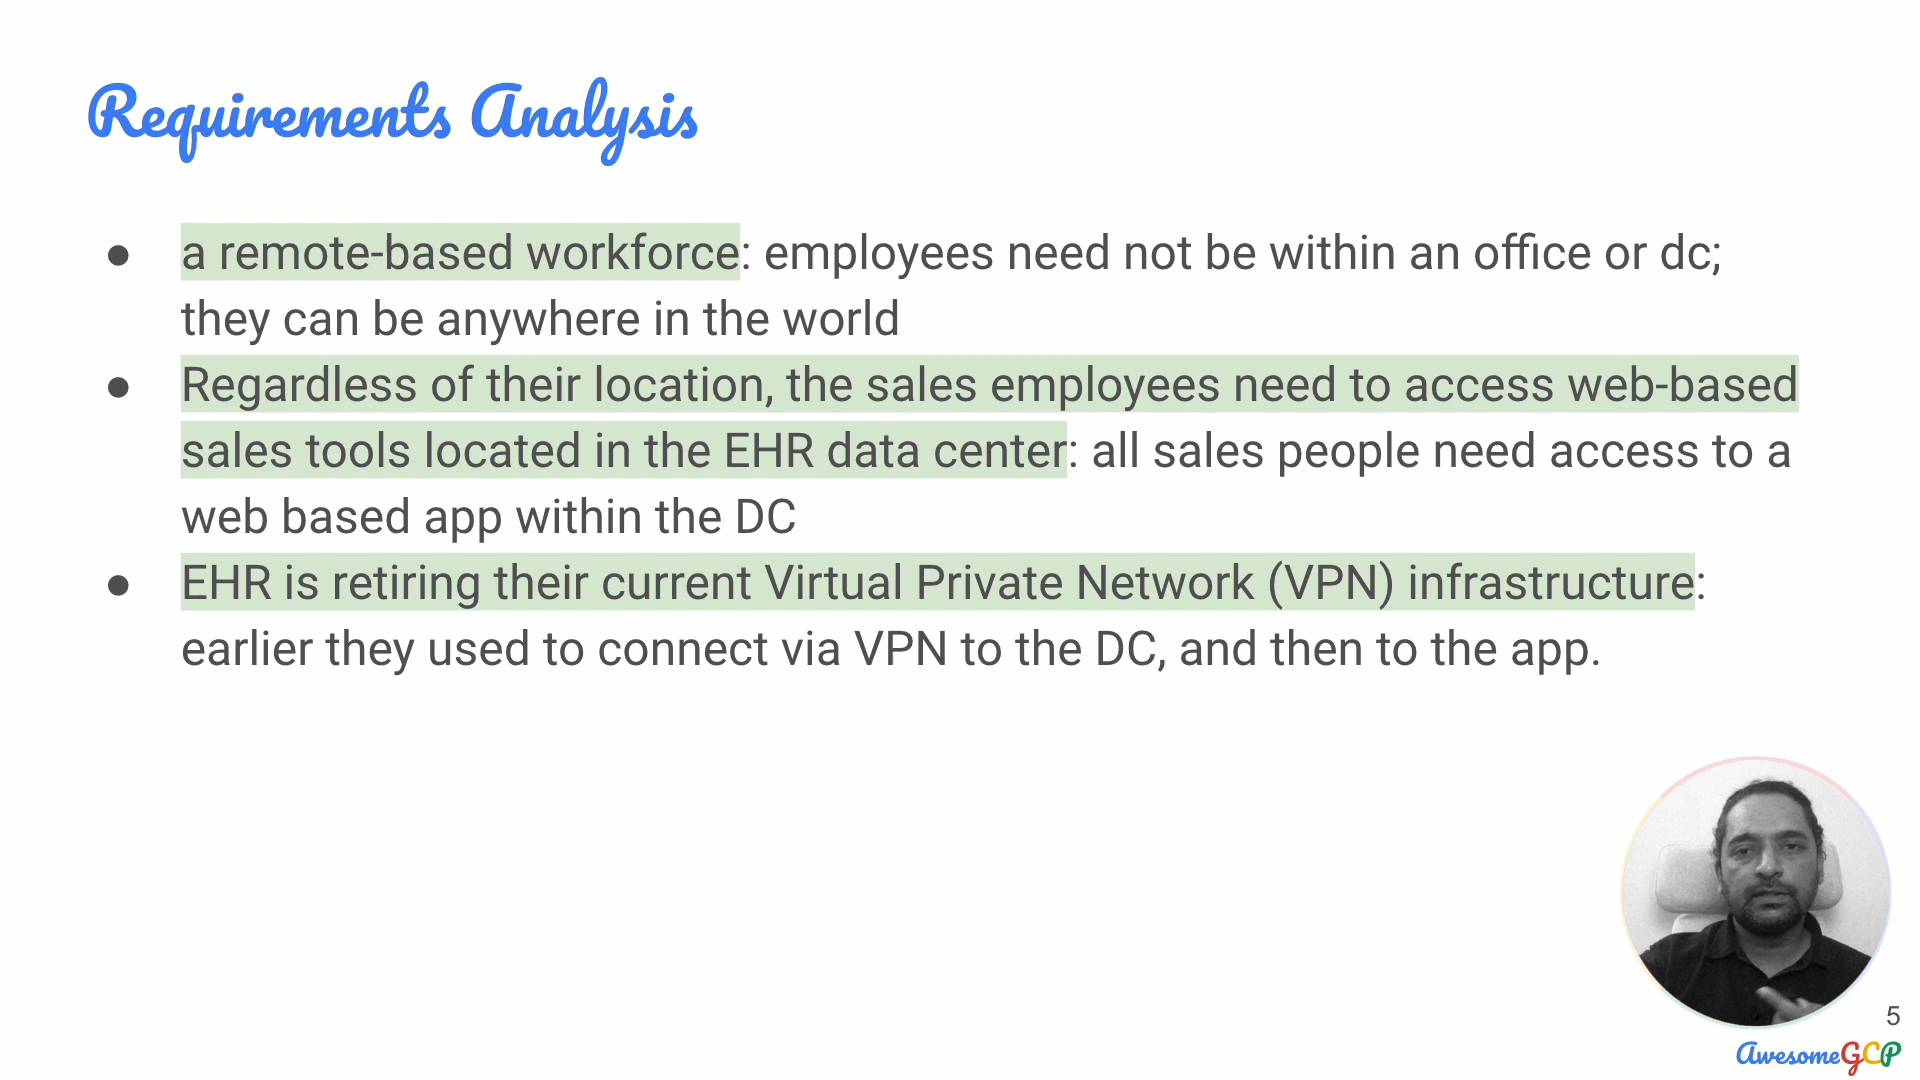 Requirements Analysis
● a remote-based workforce: employees need not be within an office or dc;
they can be anywhere in the world
● Regardless of their location, the sales employees need to access web-based
sales tools located in the EHR data center: all sales people need access to a
web based app within the DC
● EHR is retiring their current Virtual Private Network (VPN) infrastructure:
earlier they used to connect via VPN to the DC, and then to the app.
5
AwesomeGCP